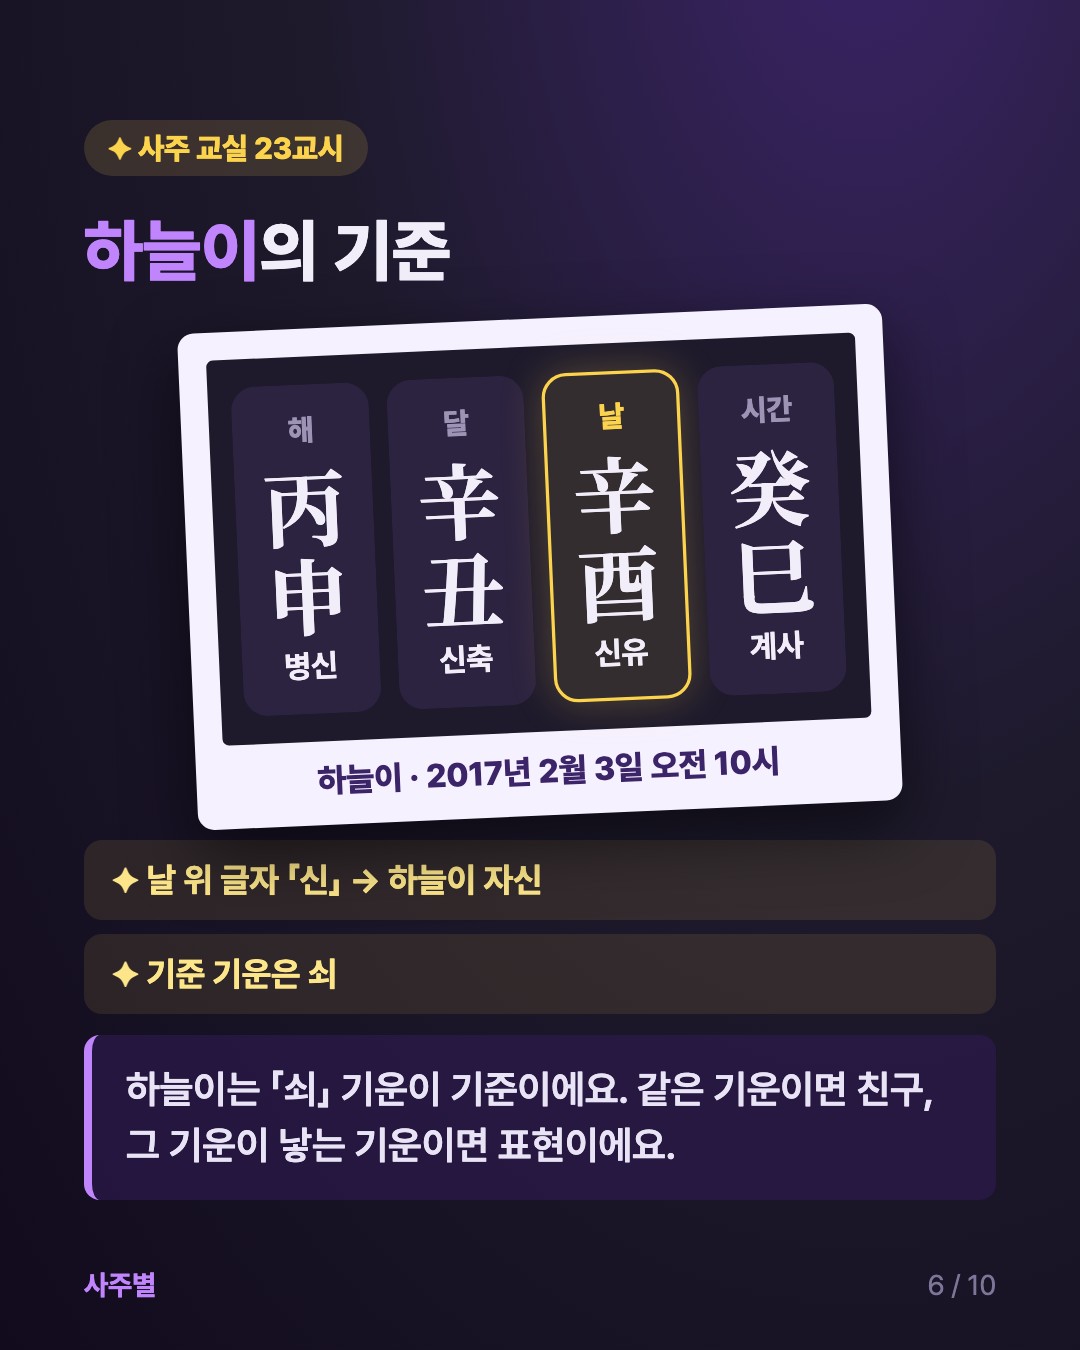 ✦ 사주 교실 23교시
하늘이의 기준
해 달 날 시간
丙 辛 辛 癸
申 丑 酉 巳
병신 신축 신유 계사
하늘이 · 2017년 2월 3일 오전 10시
✦ 날 위 글자 「신」 → 하늘이 자신
✦ 기준 기운은 쇠
하늘이는 「쇠」 기운이 기준이에요. 같은 기운이면 친구,
그 기운이 낳는 기운이면 표현이에요.
사주별
6 / 10